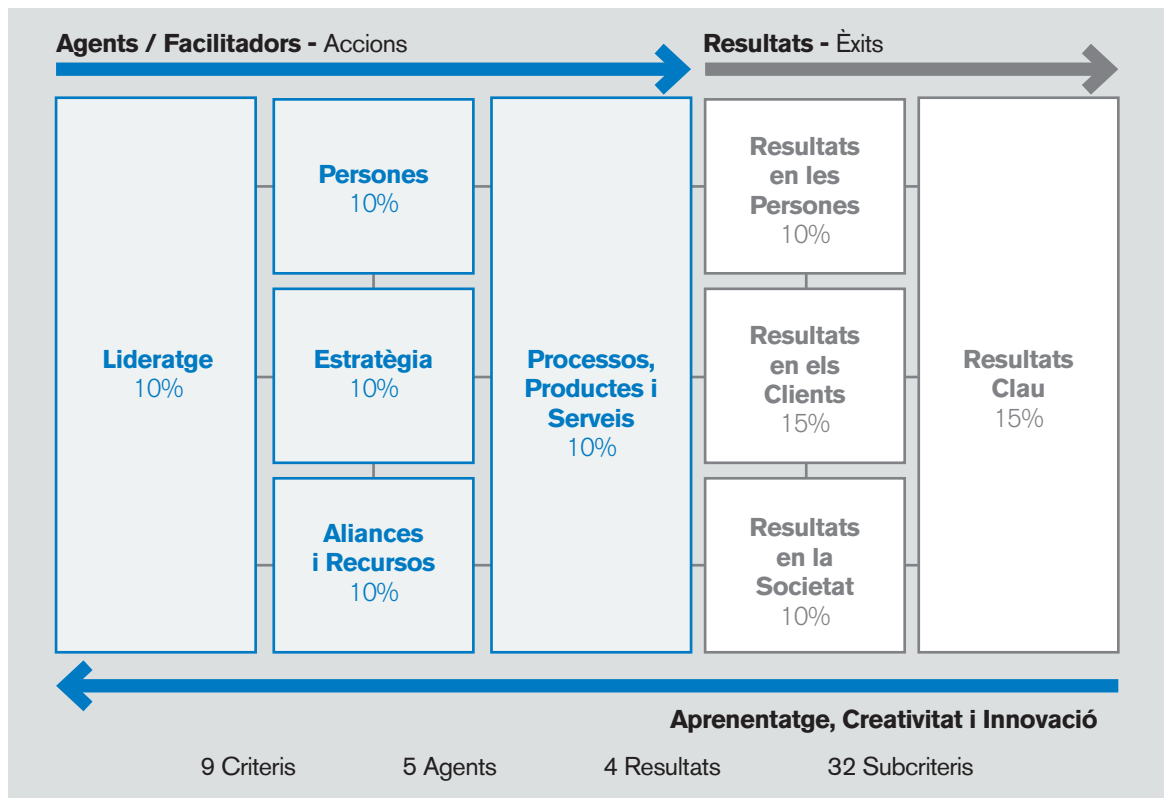 Agents / Facilitadors - Accions
Resultats - Èxits
Lideratge
10%
Persones
10%
Estratègia
10%
Aliances
i Recursos
10%
Processos,
Productes i
Serveis
10%
Resultats
en les
Persones
10%
Resultats
en els
Clients
15%
Resultats
en la
Societat
10%
Resultats
Clau
15%
Aprenentatge, Creativitat i Innovació
9 Criteris
5 Agents
4 Resultats
32 Subcriteris